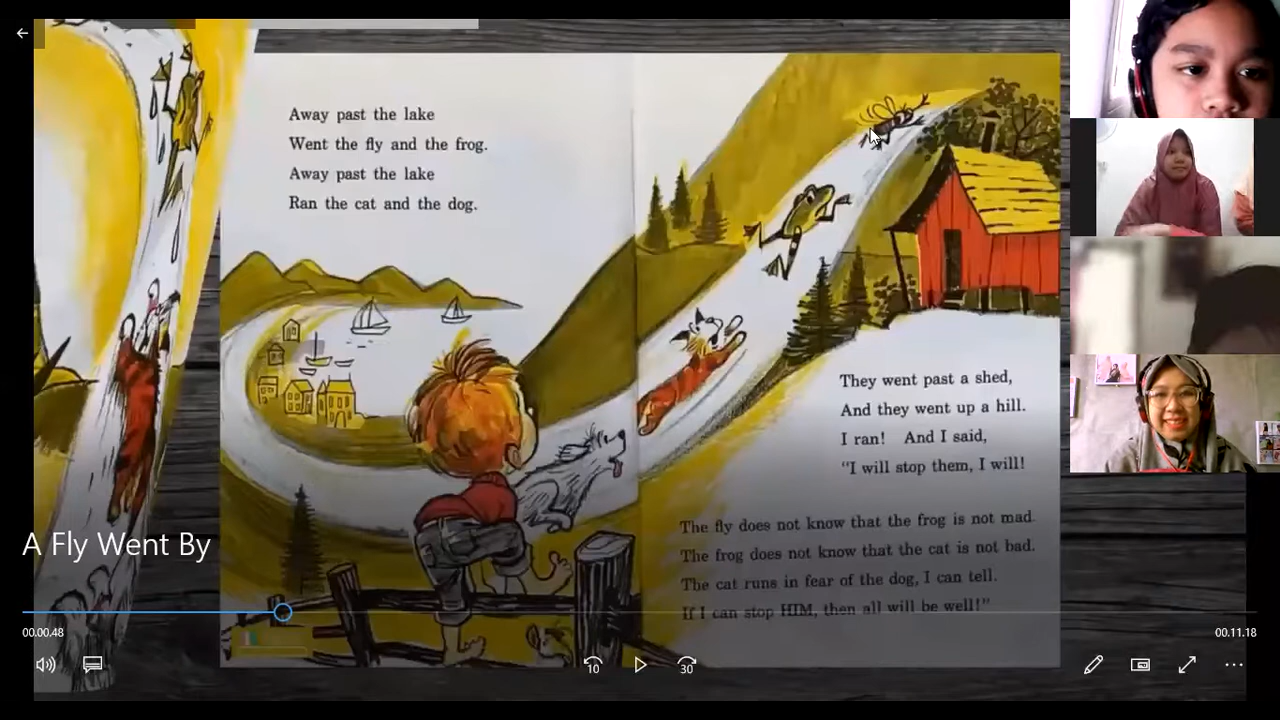 Away past the lake
Went the fly and the frog.
Away past the lake
Ran the cat and the dog.
They went past a shed,
And they went up a hill.
I ran! And I said,
"I will stop them, I will!
The fly does not know that the frog is not mad.
The frog does not know that the cat is not bad.
The cat runs in fear of the dog, I can tell.
If I can stop HIM, then all will be well!"
A Fly Went By
00.00.48
00.11.18
10
30